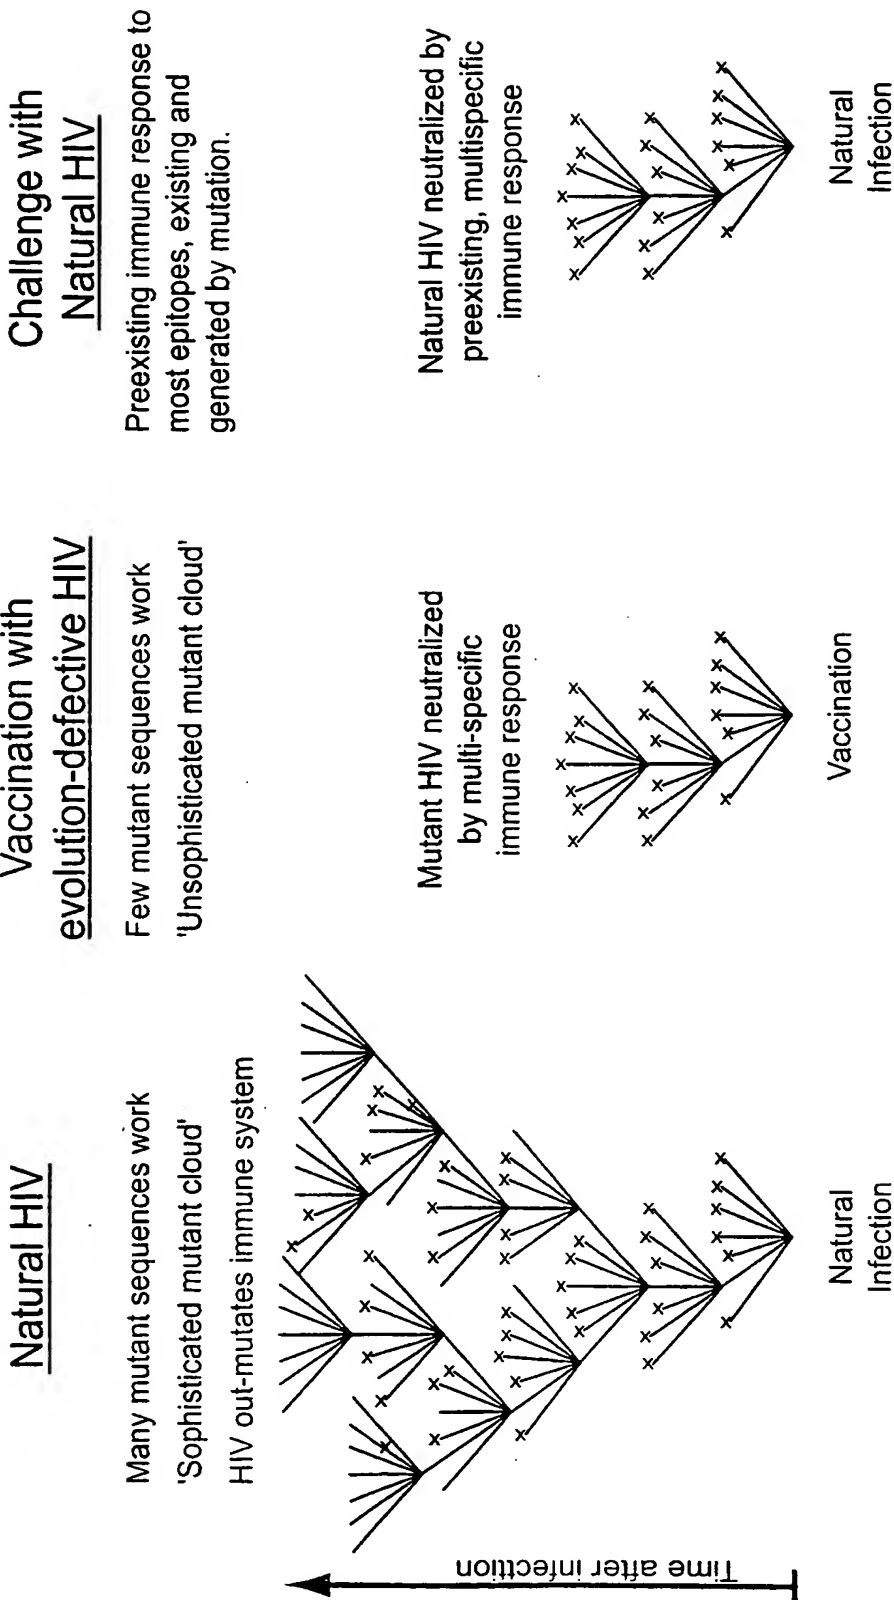 Natural HIV
Many mutant sequences work
'Sophisticated mutant cloud'
HIV out-mutates immune system
Natural
Infection
Time after infection
Vaccination with
evolution-defective HIV
Few mutant sequences work
'Unsophisticated mutant cloud'
Mutant HIV neutralized
by multi-specific
immune response
Vaccination
Challenge with
Natural HIV
Preexisting immune response to
most epitopes, existing and
generated by mutation.
Natural HIV neutralized by
preexisting, multispecific
immune response
Natural
Infection